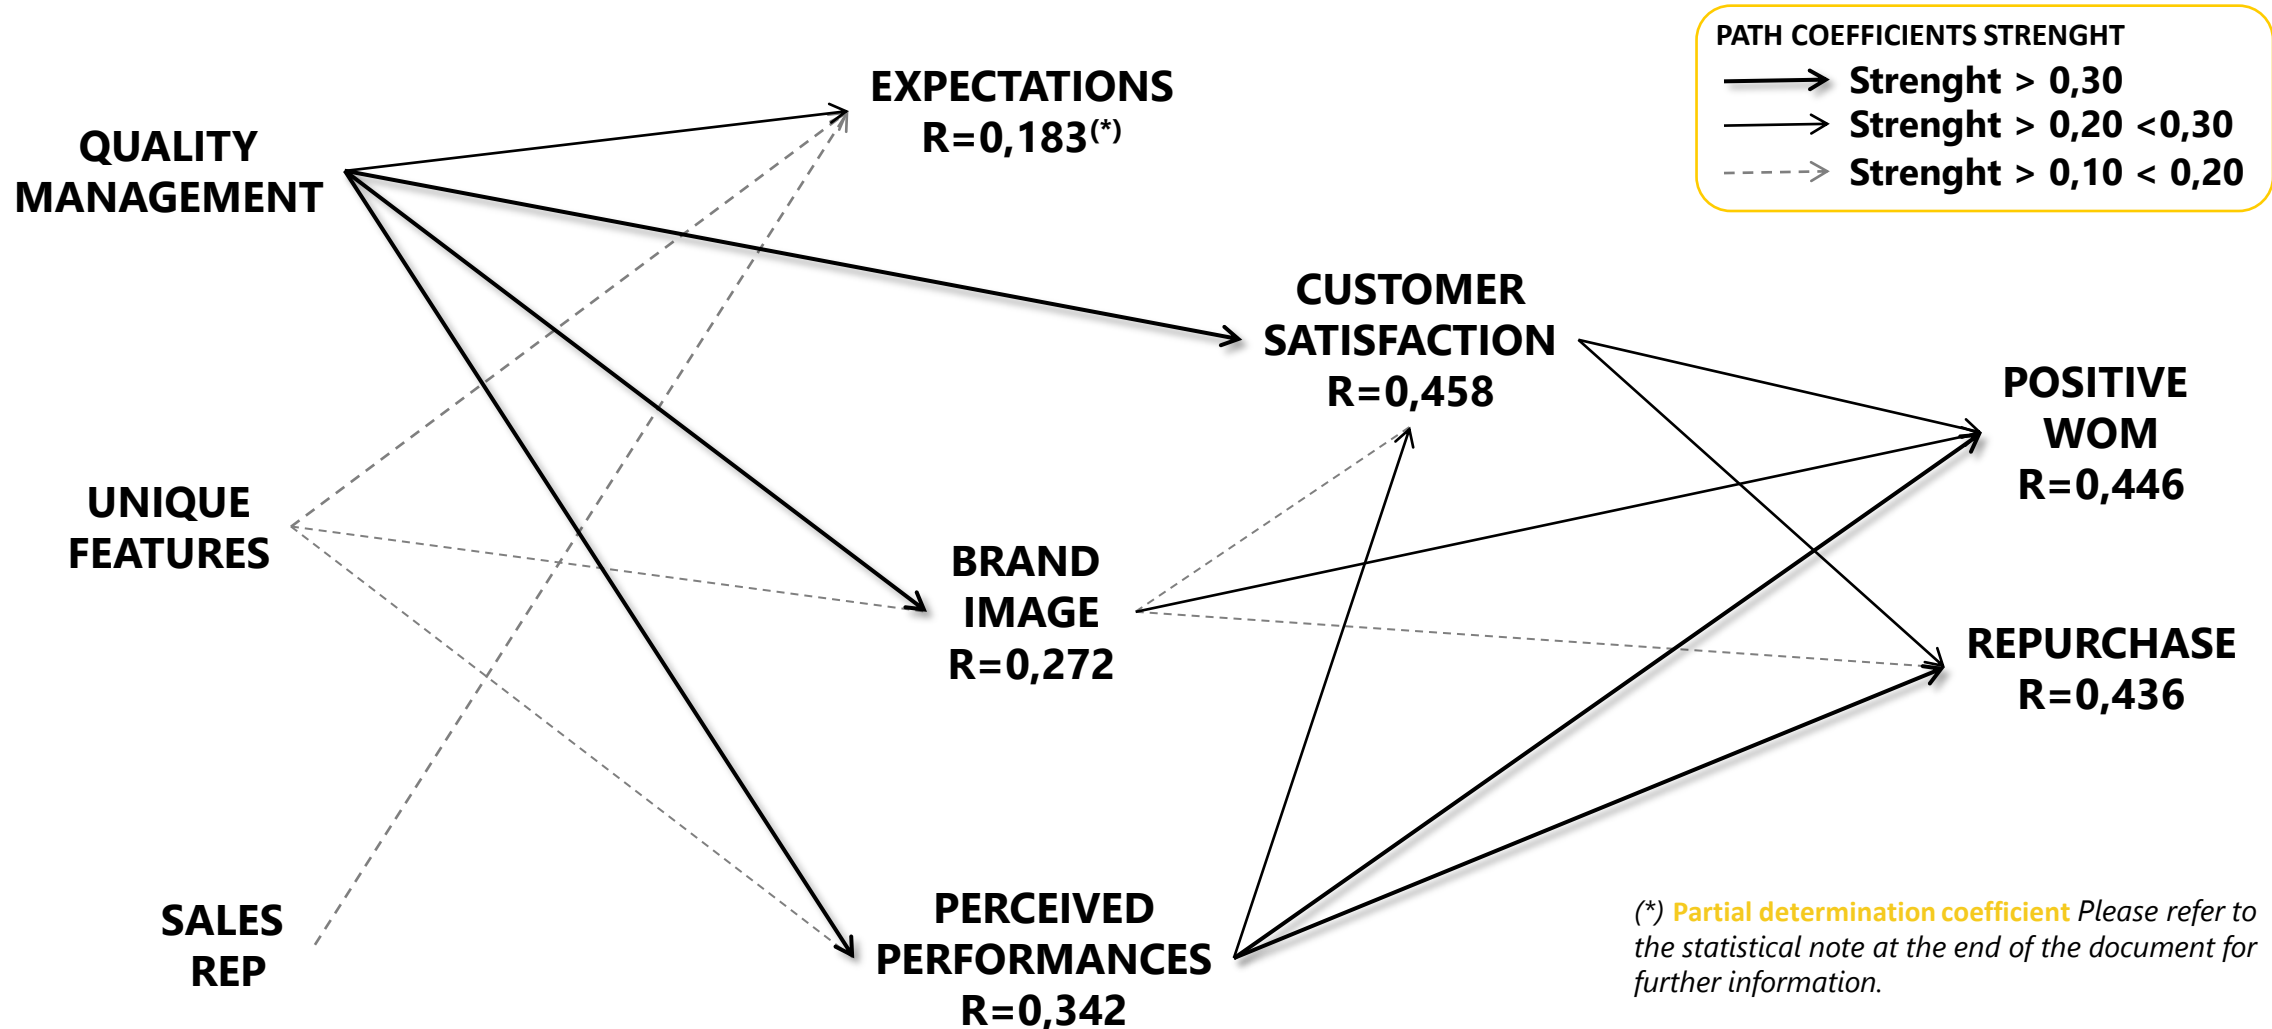 PATH COEFFICIENTS STRENGHT
Strenght > 0,30
Strenght > 0,20 <0,30
Strenght > 0,10 < 0,20
EXPECTATIONS
R=0,183(*)
QUALITY
MANAGEMENT
CUSTOMER
SATISFACTION
R=0,458
POSITIVE
WOM
R=0,446
UNIQUE
FEATURES
BRAND
IMAGE
R=0,272
REPURCHASE
R=0,436
SALES
REP
PERCEIVED
PERFORMANCES
R=0,342
(*) Partial determination coefficient Please refer to
the statistical note at the end of the document for
further information.